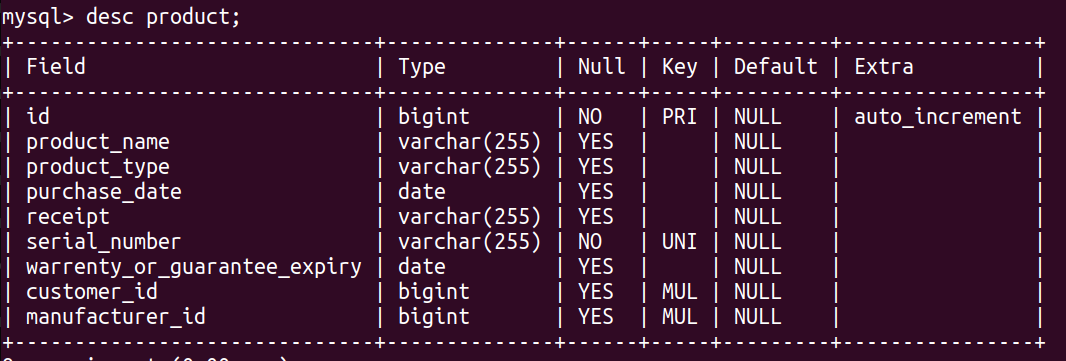 mysql> desc product;
+------------------------------+--------------+------+-----+---------+----------------+
| Field                        | Type         | Null | Key | Default | Extra          |
+------------------------------+--------------+------+-----+---------+----------------+
| id                           | bigint       | NO   | PRI | NULL    | auto_increment |
| product_name                 | varchar(255) | YES  |     | NULL    |                |
| product_type                 | varchar(255) | YES  |     | NULL    |                |
| purchase_date                | date         | YES  |     | NULL    |                |
| receipt                      | varchar(255) | YES  |     | NULL    |                |
| serial_number                | varchar(255) | NO   | UNI | NULL    |                |
| warrenty_or_guarantee_expiry | date         | YES  |     | NULL    |                |
| customer_id                  | bigint       | YES  | MUL | NULL    |                |
| manufacturer_id              | bigint       | YES  | MUL | NULL    |                |
+------------------------------+--------------+------+-----+---------+----------------+